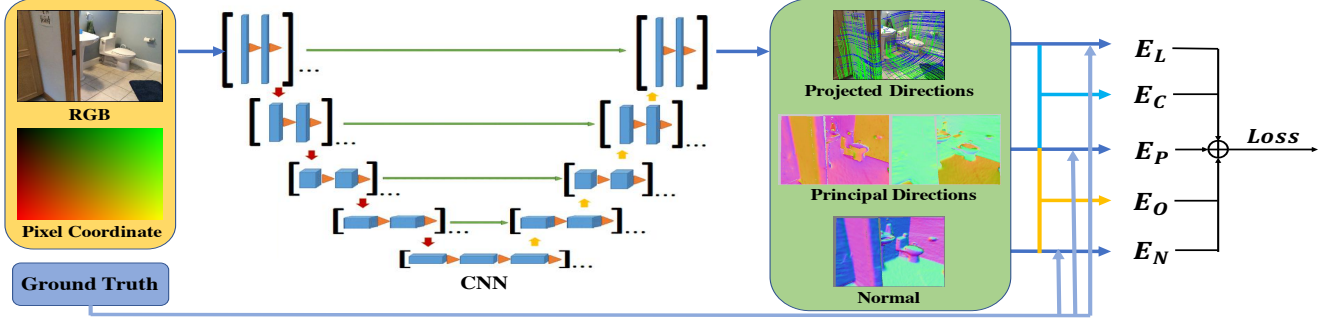 RGB
Pixel Coordinate
Ground Truth
...
...
...
...
...
...
...
...
...
CNN
Projected Directions
Principal Directions
Normal
E_L
E_C
E_P
E_O
E_N
Loss